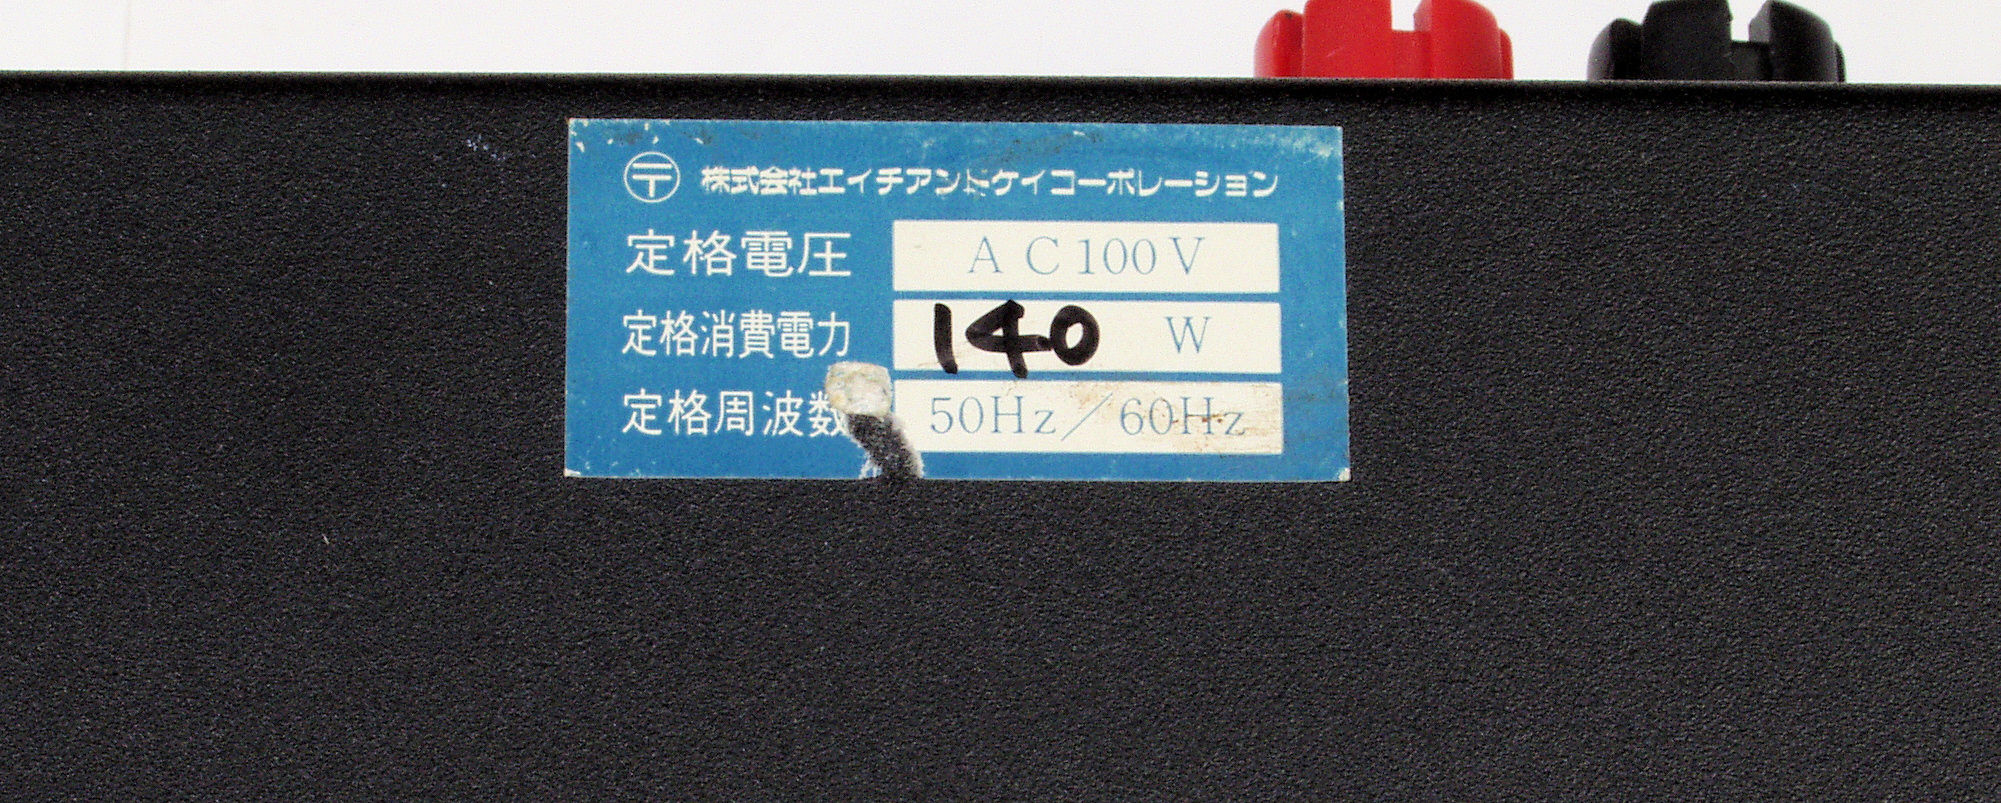 〒 株式会社エイチアンドケイコーポレーション
定格電圧 AC100V
定格消費電力 140 W
定格周波数 50Hz／60Hz